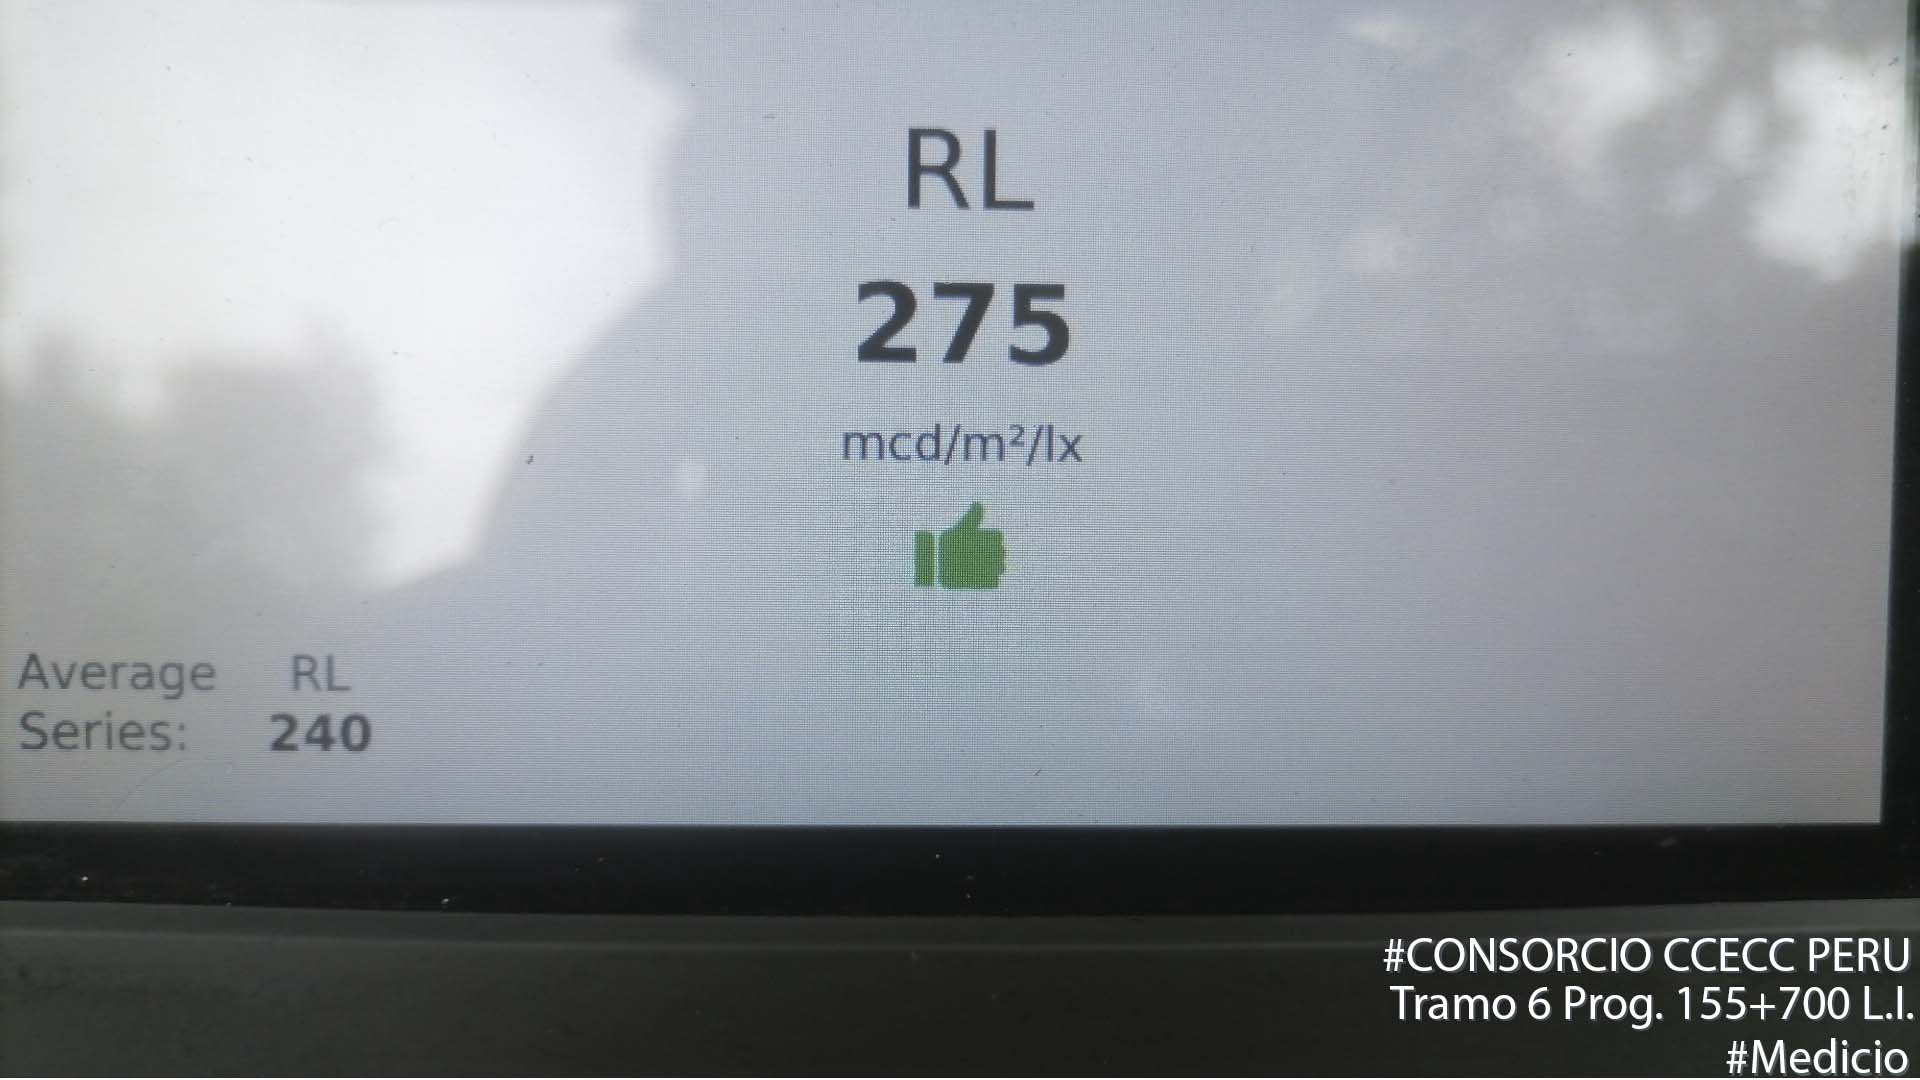 RL
275
mcd/m²/lx
Average RL
Series: 240
#CONSORCIO CCECC PERU
Tramo 6 Prog. 155+700 L.I.
#Medicio